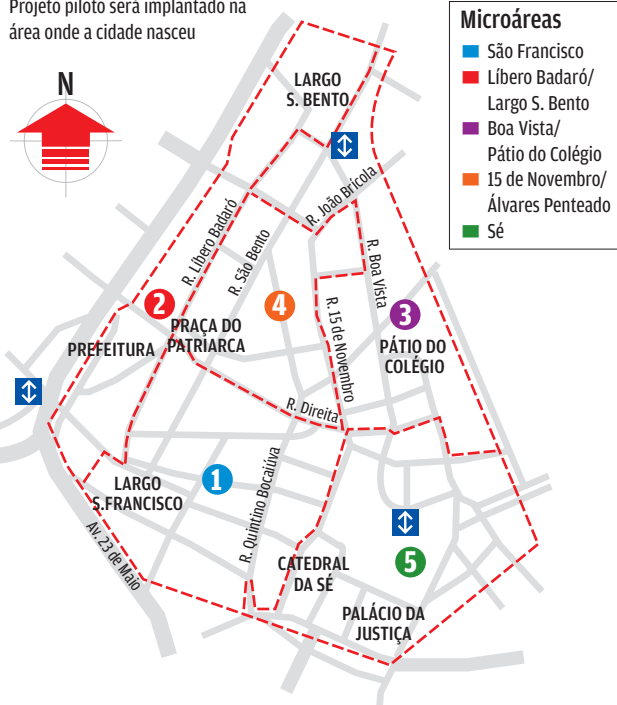 Projeto piloto será implantado na
área onde a cidade nasceu
N
Microáreas
São Francisco
Líbero Badaró/
Largo S. Bento
Boa Vista/
Pátio do Colégio
15 de Novembro/
Álvares Penteado
Sé
LARGO
S. BENTO
R. João Brícola
R. Líbero Badaró
R. São Bento
R. Boa Vista
2
4
3
R. 15 de Novembro
PRAÇA DO
PATRIARCA
PREFEITURA
PÁTIO DO
COLÉGIO
R. Direita
1
LARGO
S.FRANCISCO
R. Quintino Bocaiúva
Av. 23 de Maio
5
CATEDRAL
DA SÉ
PALÁCIO DA
JUSTIÇA